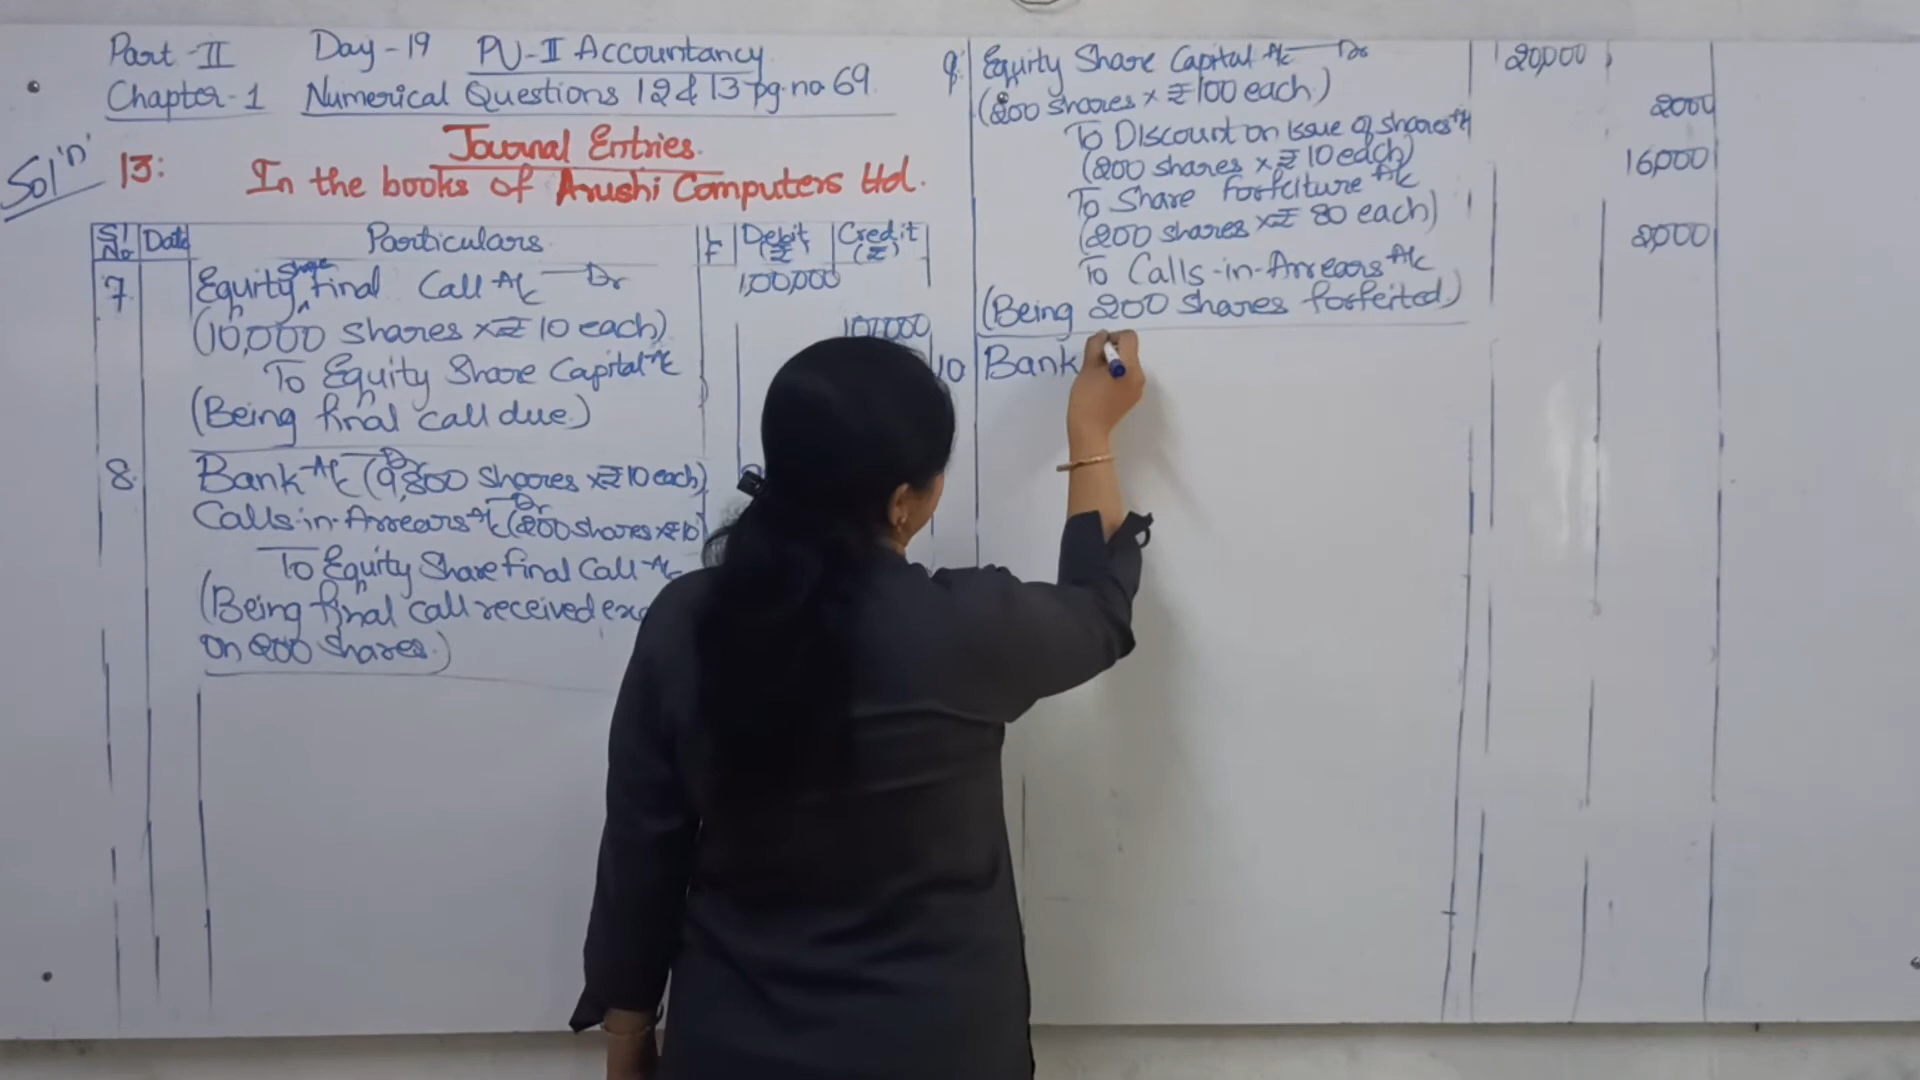 Part-II Day-19 PU-II Accountancy
Chapter-1 Numerical Questions 12 & 13 pg.no 69.
Sol'n'
13: Journal Entries.
In the books of Arushi Computers Ltd.
Sl No Date Particulars LF Debit (₹) Credit (₹)
7 Equity Share Final Call A/c Dr 1,00,000
(10,000 shares x ₹ 10 each)
To Equity Share Capital A/c
(Being final call due.)
8. Bank A/c (9,800 shares x ₹ 10 each) Dr
Calls-in-Arrears A/c (200 shares x ₹ 10 Dr
To Equity Share final Call A/c
(Being final call received
on 200 shares.)
9. Equity Share Capital A/c Dr 20,000
(200 shares x ₹ 100 each) 2000
To Discount on issue of shares A/c
(200 shares x ₹ 10 each) 16,000
To Share forfeiture A/c
(200 shares x ₹ 80 each) 2,000
To Calls-in-Arrears A/c
(Being 200 shares forfeited.)
10 Bank